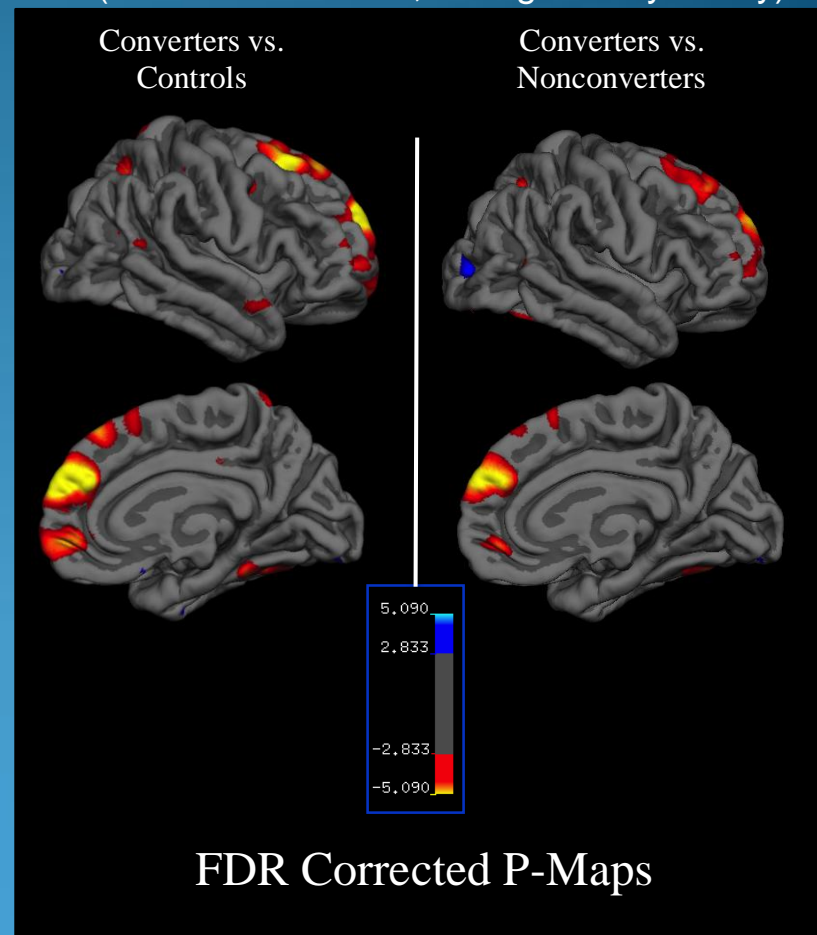 Converters vs.
Controls
Converters vs.
Nonconverters
5.090
2.833
-2.833
-5.090
FDR Corrected P-Maps